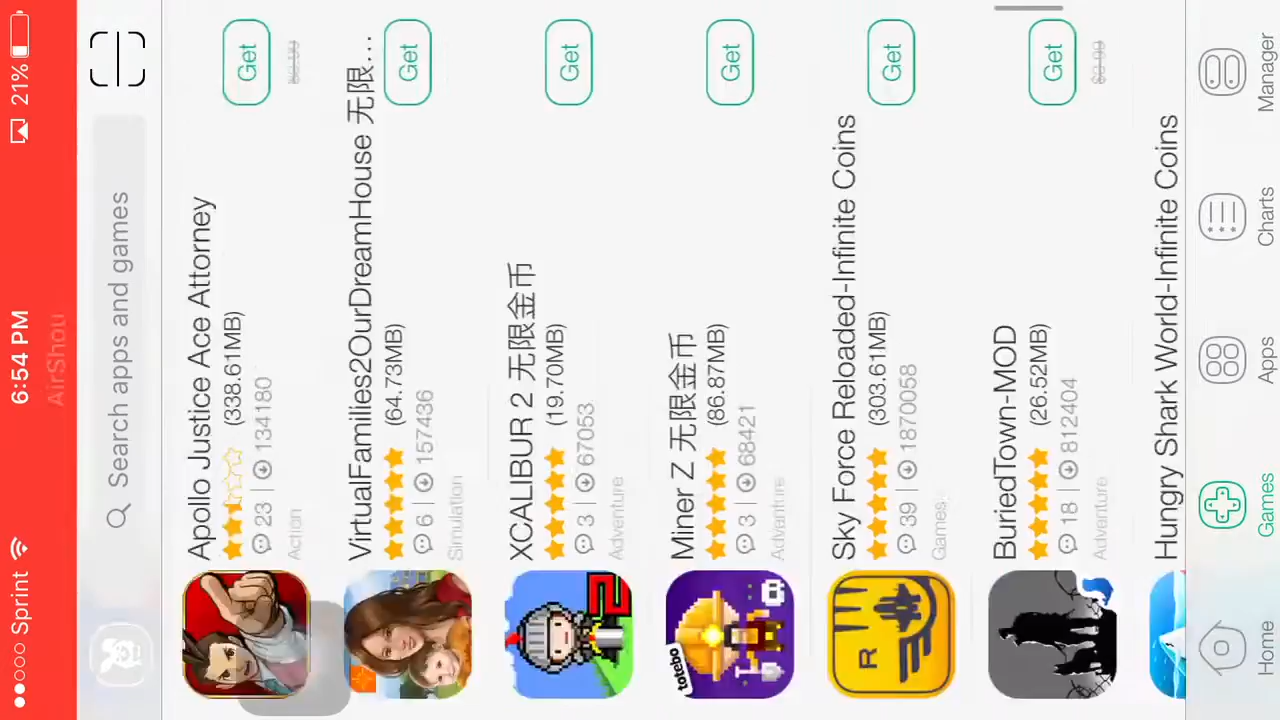 Sprint 6:54 PM 21%
AirShou
Search apps and games
Apollo Justice Ace Attorney
(338.61MB)
23 | 134180
Action
Get
VirtualFamilies2OurDreamHouse 无限...
(64.73MB)
6 | 157436
Simulation
Get
XCALIBUR 2 无限金币
(19.70MB)
3 | 67053
Adventure
Get
Miner Z 无限金币
(86.87MB)
3 | 68421
Adventure
Get
totebo
Sky Force Reloaded-Infinite Coins
(303.61MB)
39 | 1870058
Games
Get
R
BuriedTown-MOD
(26.52MB)
18 | 812404
Adventure
Get
$0.99
Hungry Shark World-Infinite Coins
Home
Games
Apps
Charts
Manager